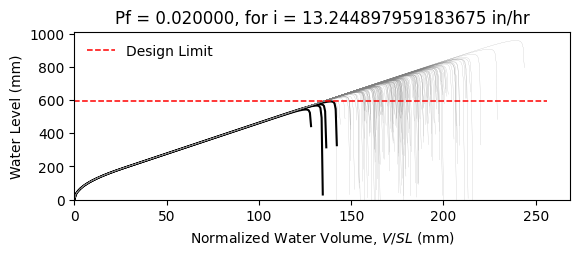 Pf = 0.020000, for i = 13.244897959183675 in/hr
1000
800
600
400
200
0
Water Level (mm)
Design Limit
0 50 100 150 200 250
Normalized Water Volume, V/SL (mm)